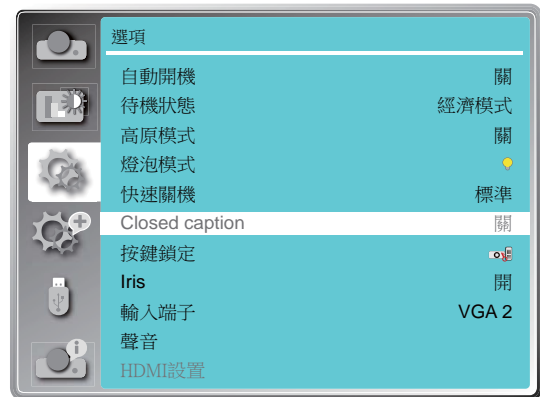 選項
自動開機 關
待機狀態 經濟模式
高原模式 關
燈泡模式
快速關機 標準
Closed caption 關
按鍵鎖定
Iris 開
輸入端子 VGA 2
聲音
HDMI設置